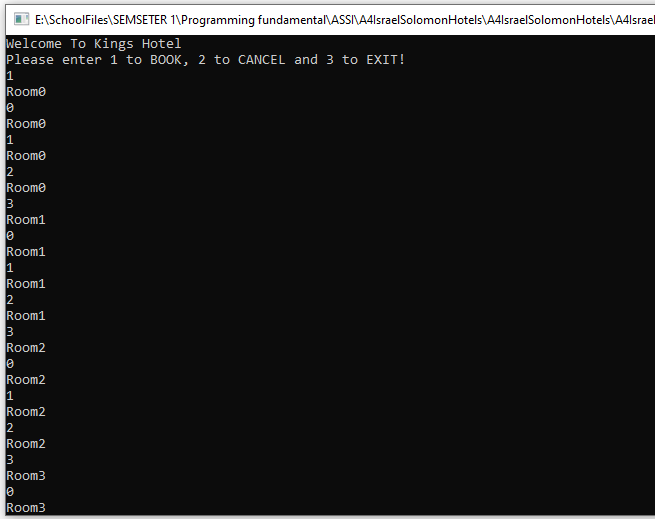 E:\SchoolFiles\SEMSETER 1\Programming fundamental\ASSI\A4IsraelSolomonHotels\A4IsraelSolomonHotels\A4Israel
Welcome To Kings Hotel
Please enter 1 to BOOK, 2 to CANCEL and 3 to EXIT!
1
Room0
0
Room0
1
Room0
2
Room0
3
Room1
0
Room1
1
Room1
2
Room1
3
Room2
0
Room2
1
Room2
2
Room2
3
Room3
0
Room3